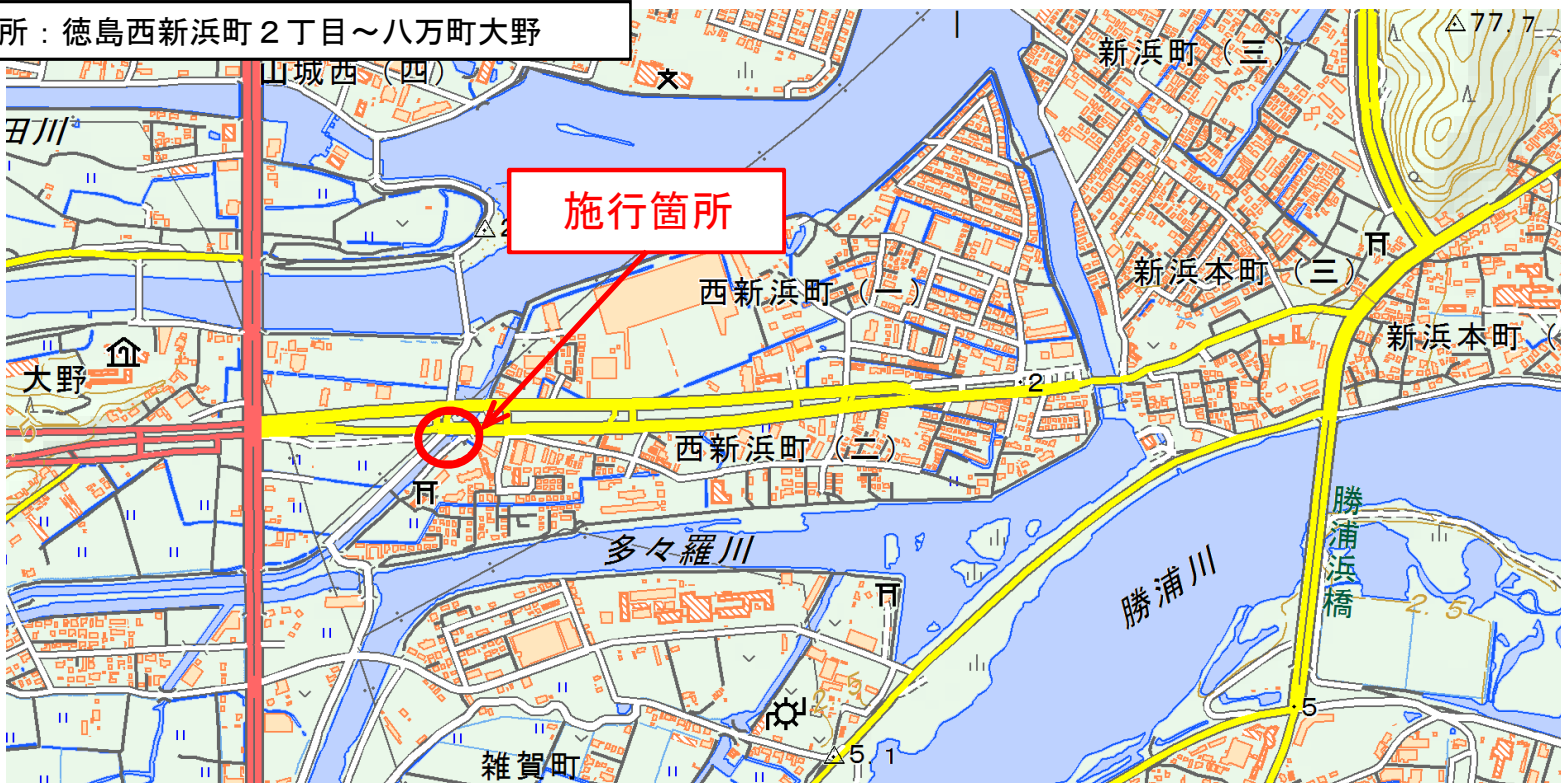 所：徳島西新浜町２丁目～八万町大野
山城西（四）
新浜町（三）
77.7
田川
施行箇所
2
西新浜町（一）
新浜本町（三）
新浜本町（
大野
2
西新浜町（二）
勝浦浜橋
多々羅川
勝浦川
2.5
2.5
5
5.1
雑賀町